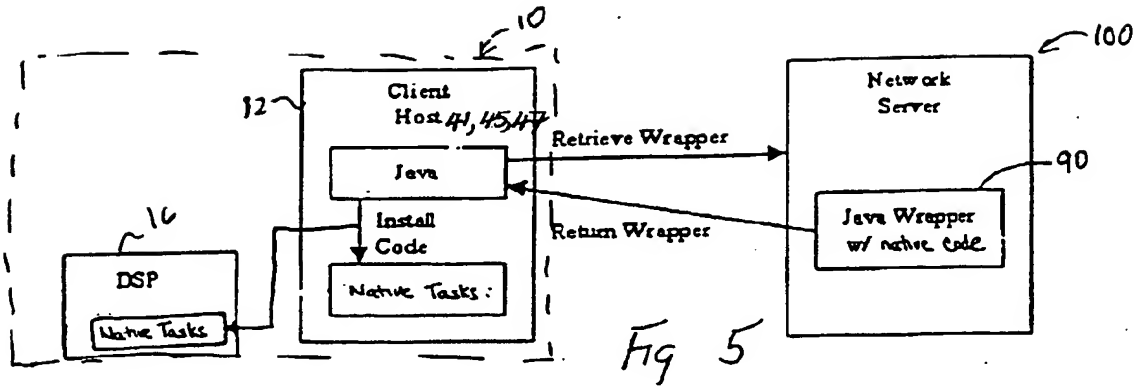 10
100
12
Client
Host 41, 45, 47
Network
Server
Retrieve Wrapper
Java
90
Install
Code
Return Wrapper
Java Wrapper
w/ native code
16
DSP
Native Tasks
Native Tasks :
Fig 5